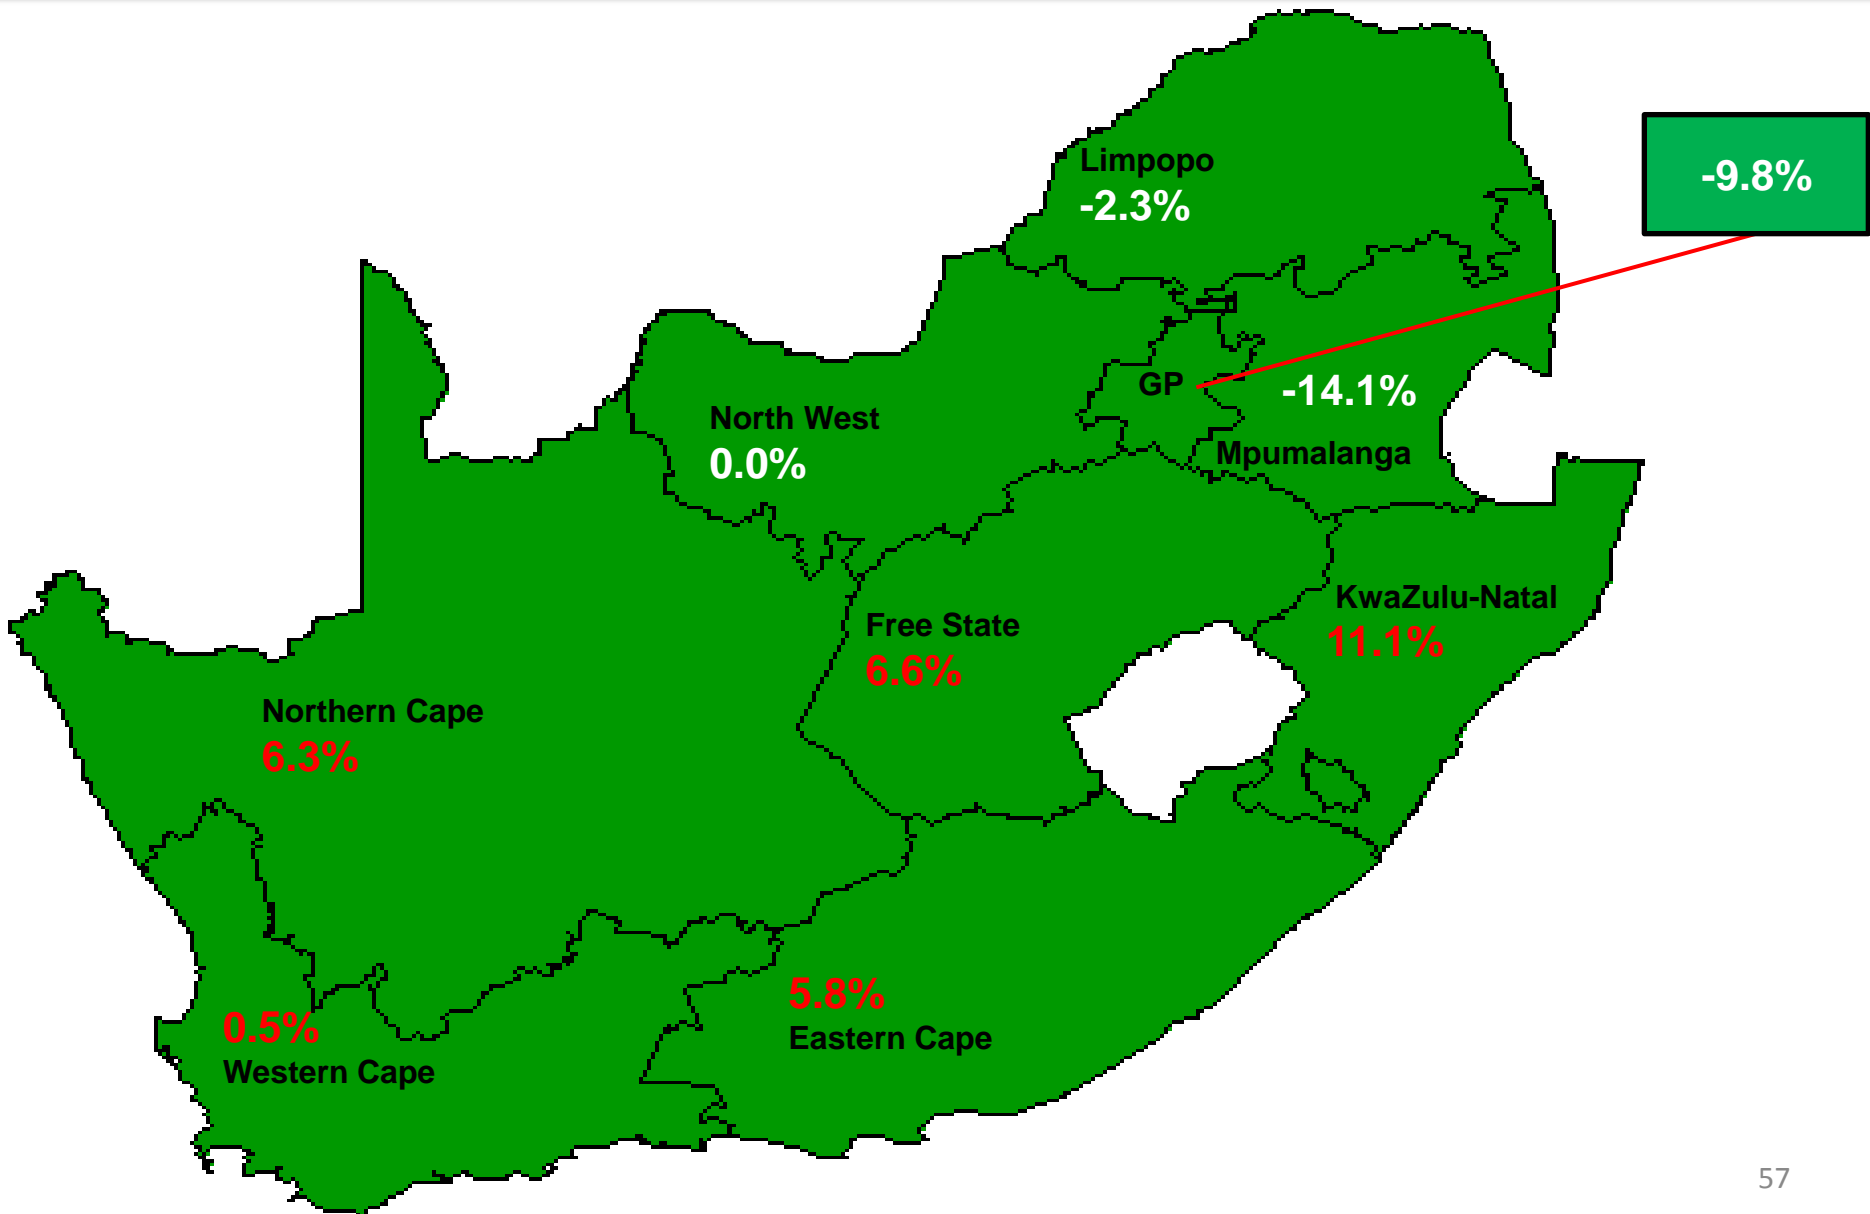 Limpopo
-2.3%
-9.8%
GP
-14.1%
Mpumalanga
North West
0.0%
KwaZulu-Natal
11.1%
Free State
6.6%
Northern Cape
6.3%
5.8%
Eastern Cape
0.5%
Western Cape
57